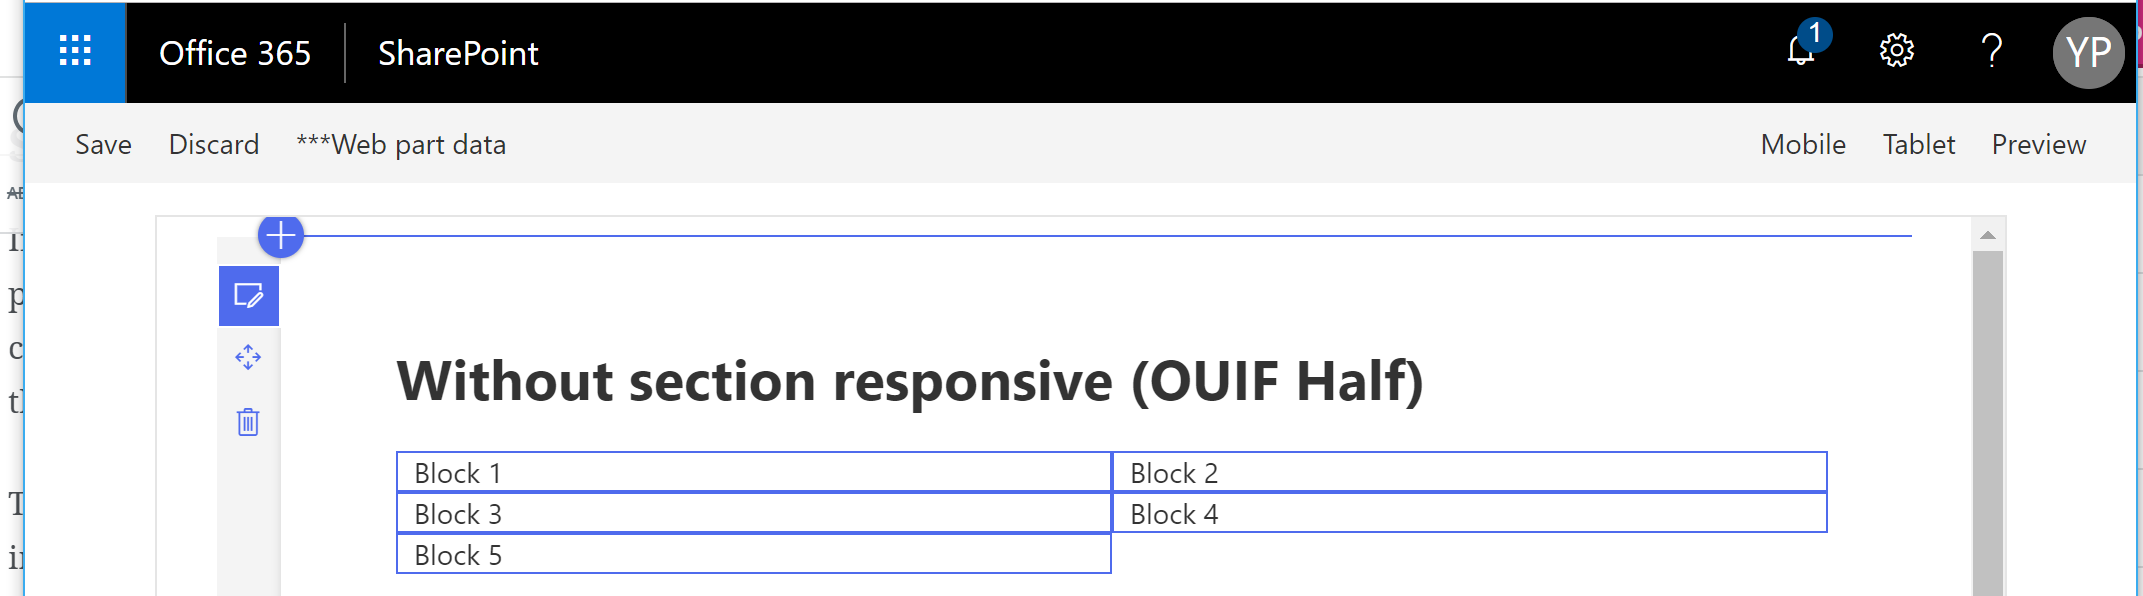 Office 365 SharePoint 1 ? YP
Save Discard ***Web part data Mobile Tablet Preview
Without section responsive (OUIF Half)
Block 1 Block 2
Block 3 Block 4
Block 5